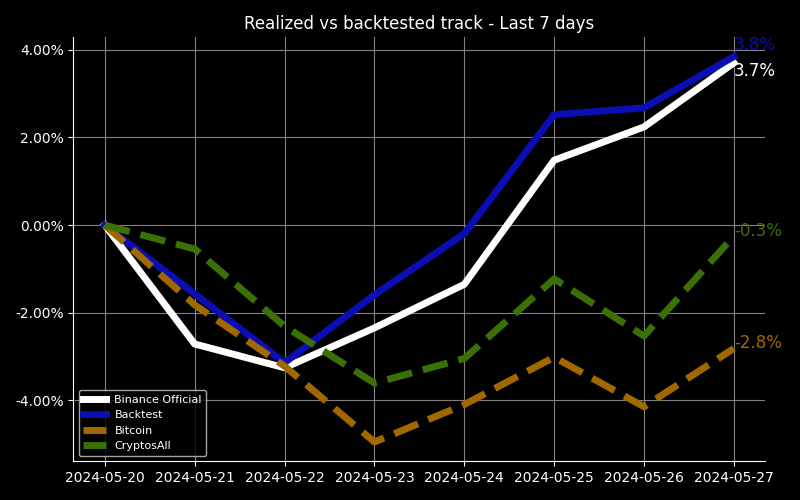 Realized vs backtested track - Last 7 days
4.00%
2.00%
0.00%
-2.00%
-4.00%
3.8%
3.7%
-0.3%
-2.8%
Binance Official
Backtest
Bitcoin
CryptosAll
2024-05-20 2024-05-21 2024-05-22 2024-05-23 2024-05-24 2024-05-25 2024-05-26 2024-05-27